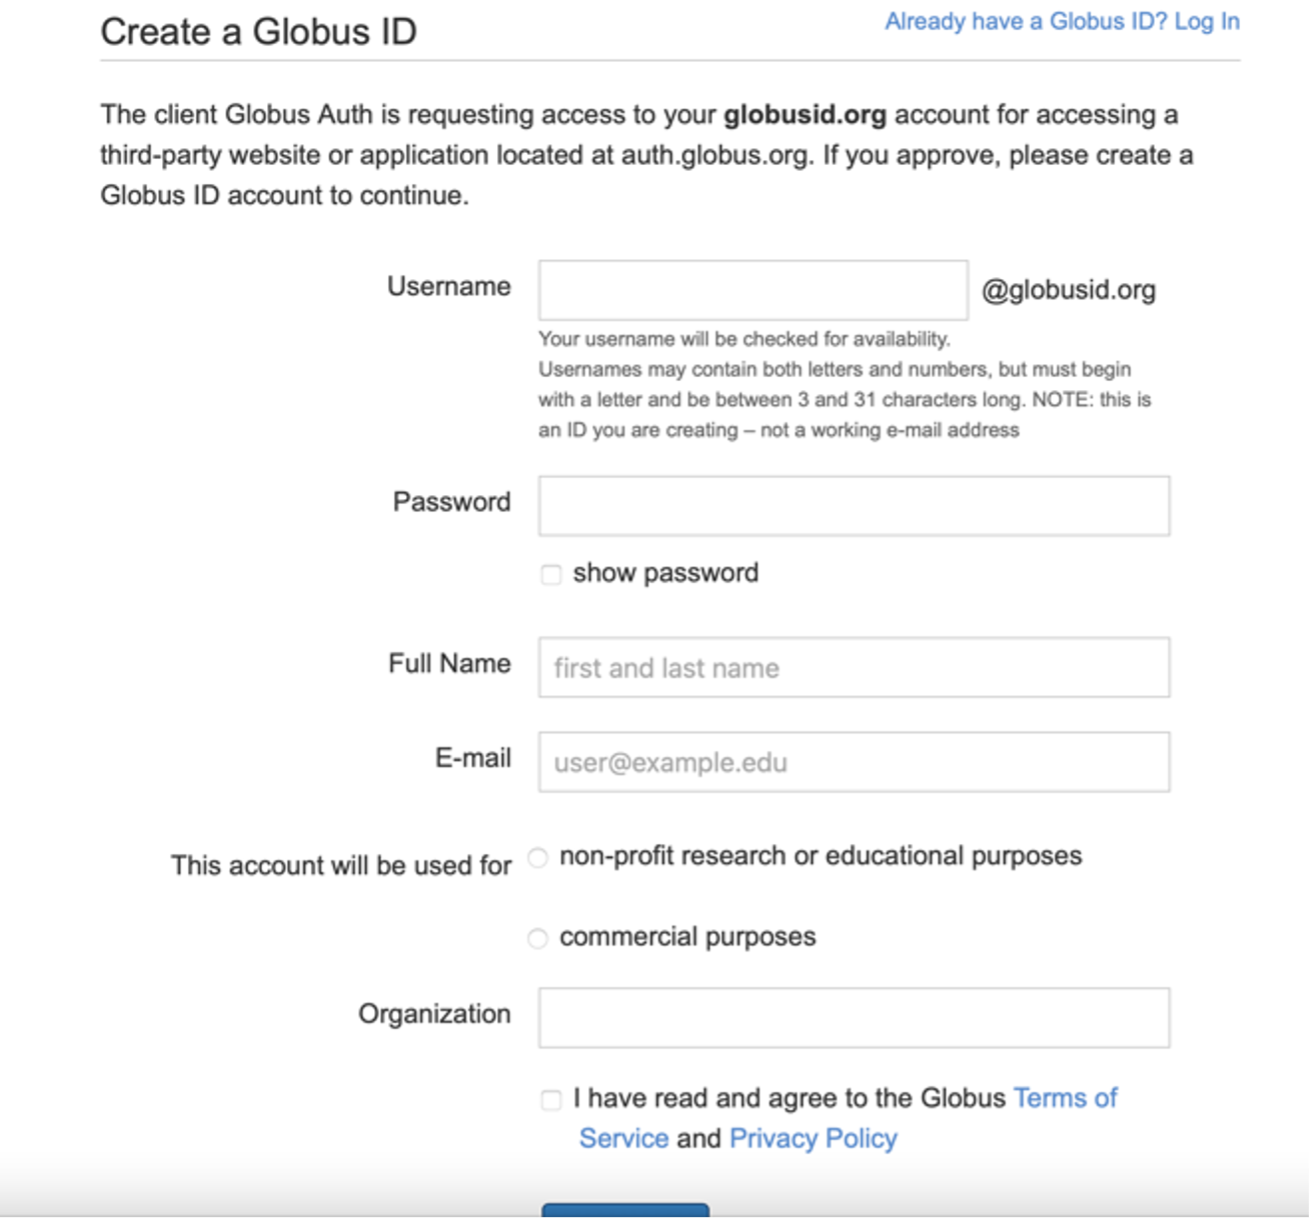 Create a Globus ID
Already have a Globus ID? Log In
The client Globus Auth is requesting access to your globusid.org account for accessing a
third-party website or application located at auth.globus.org. If you approve, please create a
Globus ID account to continue.
Username
@globusid.org
Your username will be checked for availability.
Usernames may contain both letters and numbers, but must begin
with a letter and be between 3 and 31 characters long. NOTE: this is
an ID you are creating – not a working e-mail address
Password
show password
Full Name
first and last name
E-mail
user@example.edu
This account will be used for
non-profit research or educational purposes
commercial purposes
Organization
I have read and agree to the Globus Terms of
Service and Privacy Policy